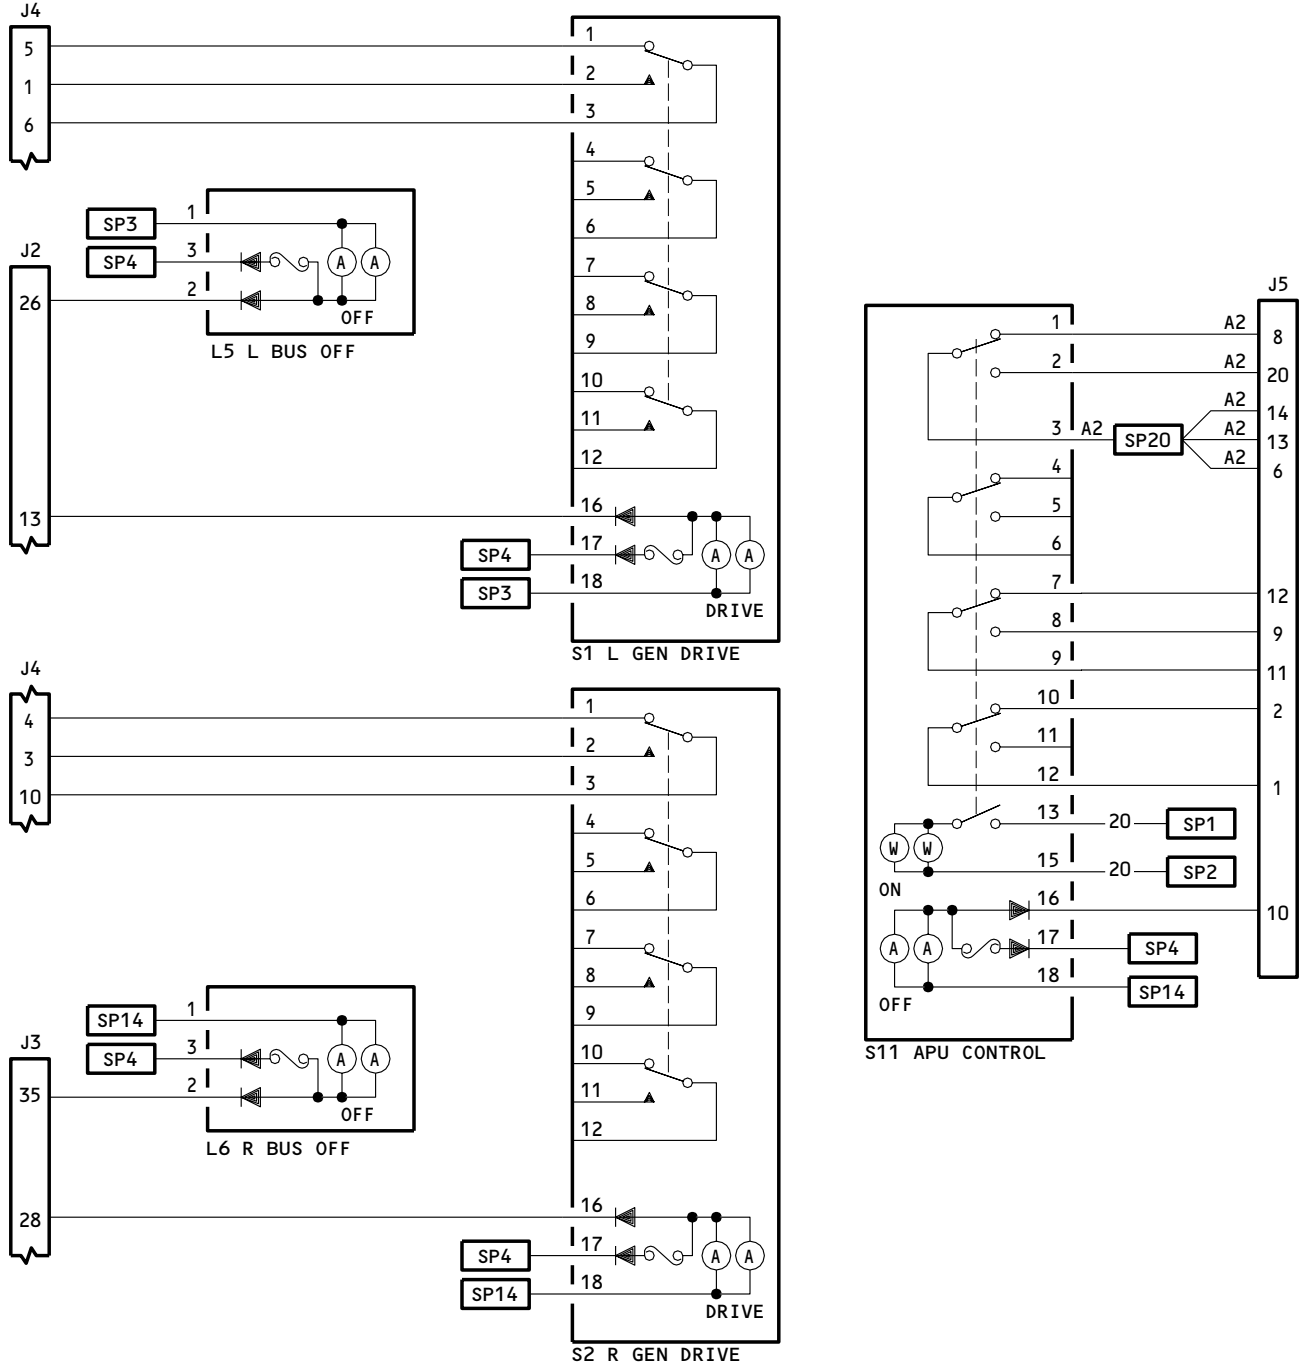 J4
5
1
6
1
2
3
4
5
6
7
8
9
10
11
12
16
17
18
SP4
SP3
DRIVE
S1 L GEN DRIVE
SP3
SP4
1
3
2
A
A
OFF
L5 L BUS OFF
J2
26
13
A
A
J4
4
3
10
1
2
3
4
5
6
7
8
9
10
11
12
16
17
18
SP4
SP14
A
A
DRIVE
S2 R GEN DRIVE
SP14
SP4
1
3
2
A
A
OFF
L6 R BUS OFF
J3
35
28
J5
1
A2
8
2
A2
20
A2
14
3
A2
SP20
A2
13
A2
6
4
5
6
7
12
8
9
9
11
10
2
11
12
1
13
20
SP1
W
W
15
20
SP2
ON
16
10
A
A
17
SP4
18
SP14
OFF
S11 APU CONTROL